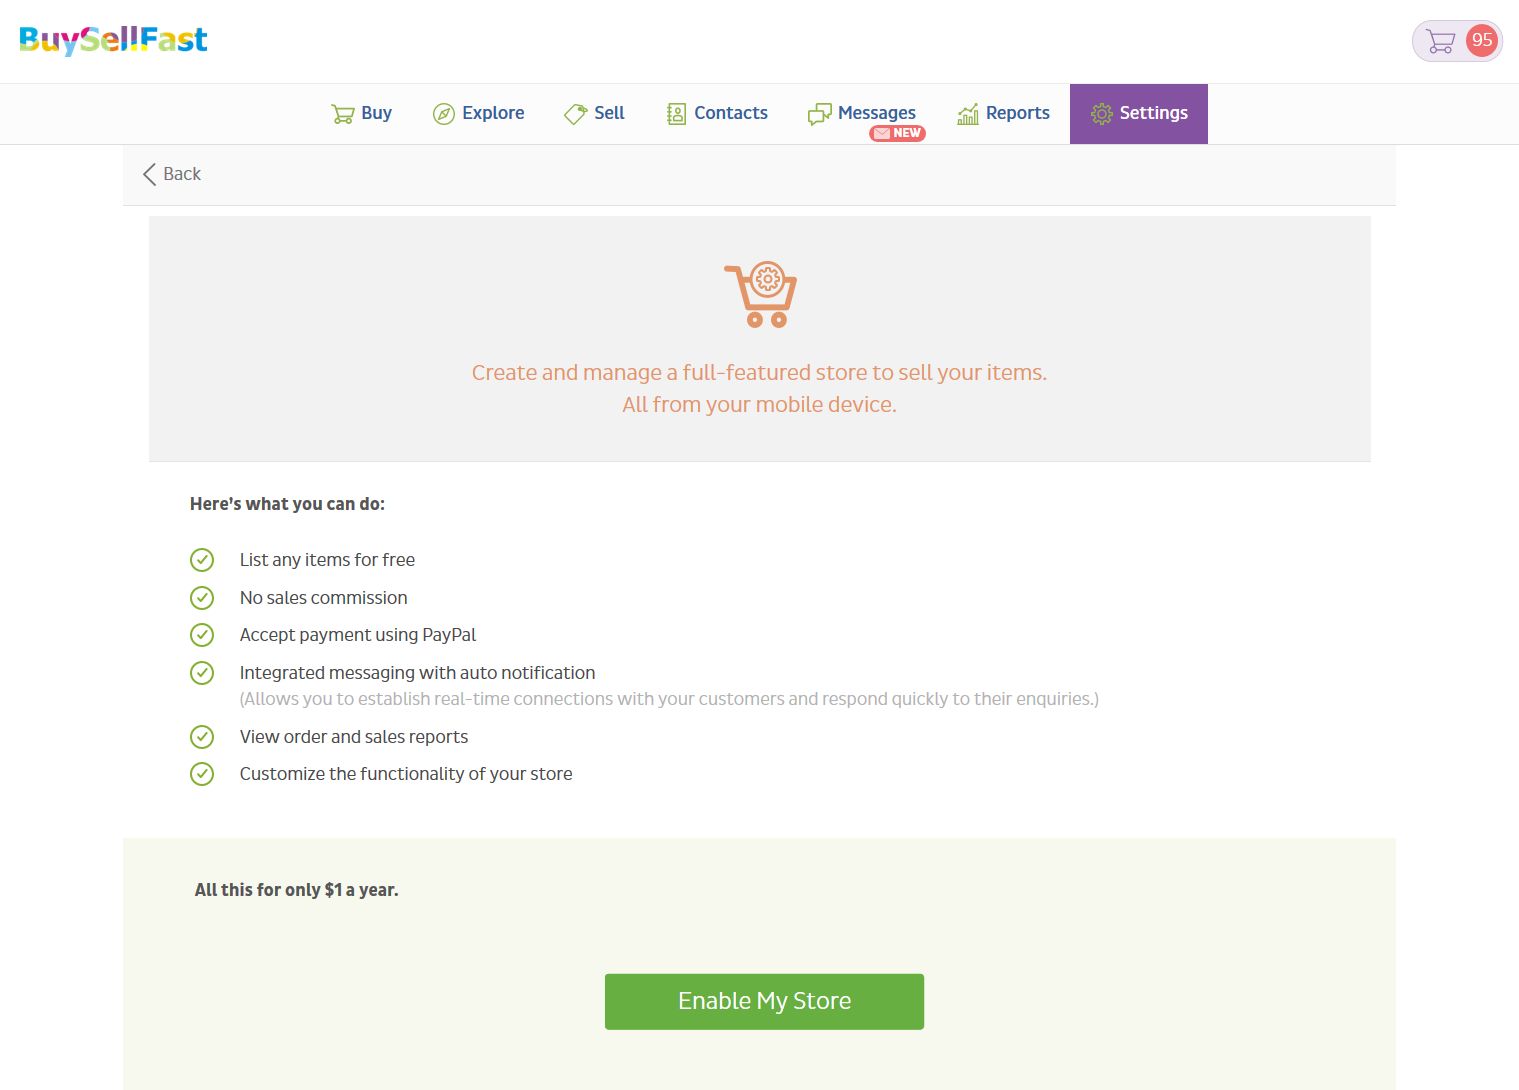 BuySellFast
95
Buy
Explore
Sell
Contacts
Messages
NEW
Reports
Settings
Back
Create and manage a full-featured store to sell your items.
All from your mobile device.
Here's what you can do:
List any items for free
No sales commission
Accept payment using PayPal
Integrated messaging with auto notification
(Allows you to establish real-time connections with your customers and respond quickly to their enquiries.)
View order and sales reports
Customize the functionality of your store
All this for only $1 a year.
Enable My Store